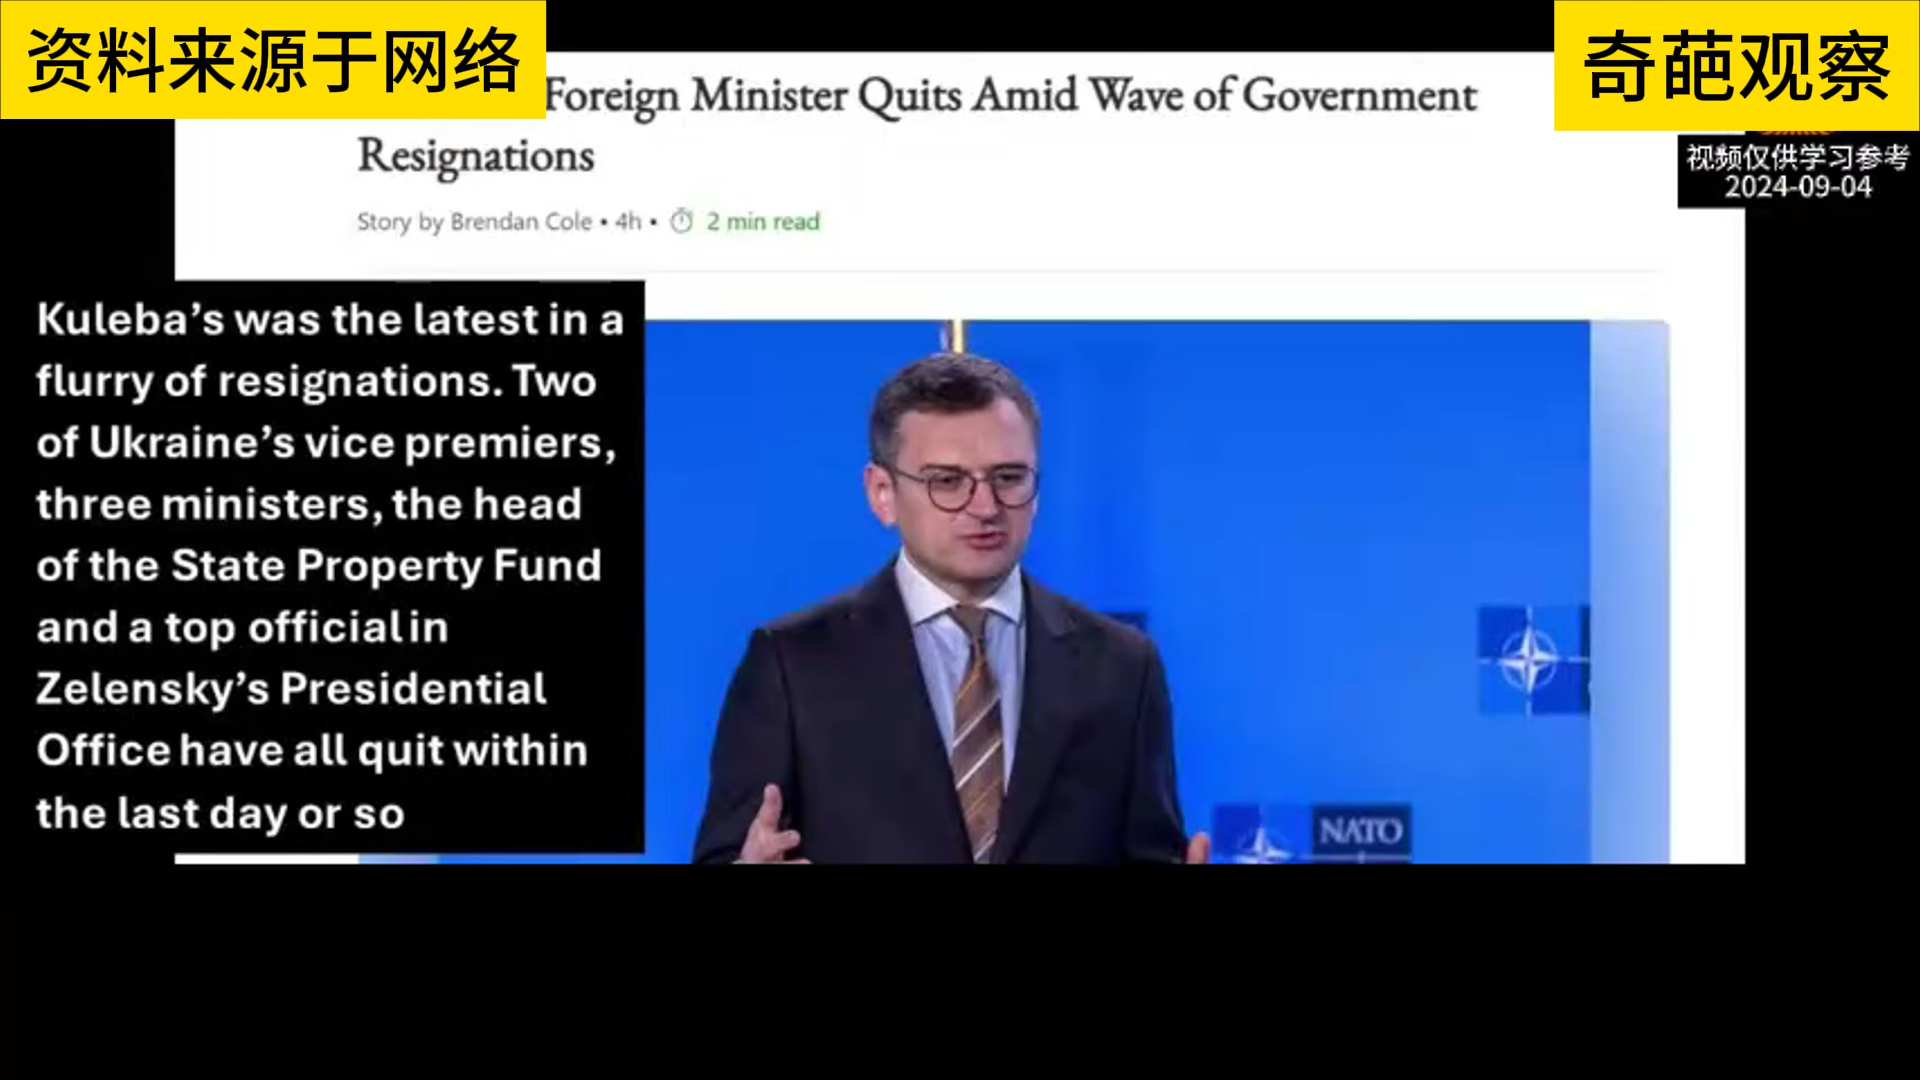 资料来源于网络
奇葩观察
Foreign Minister Quits Amid Wave of Government
Resignations
视频仅供学习参考
2024-09-04
Story by Brendan Cole • 4h • 2 min read
Kuleba’s was the latest in a
flurry of resignations. Two
of Ukraine’s vice premiers,
three ministers, the head
of the State Property Fund
and a top official in
Zelensky’s Presidential
Office have all quit within
the last day or so
NATO